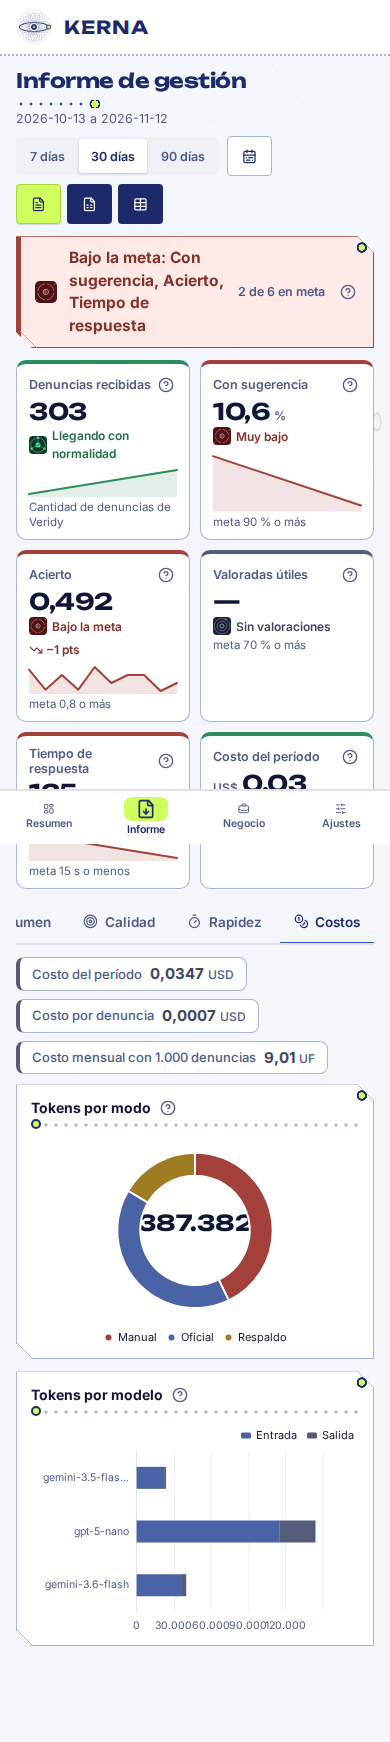 KERNA
Informe de gestión
2026-10-13 a 2026-11-12
7 días 30 días 90 días
Bajo la meta: Con
sugerencia, Acierto,
Tiempo de
respuesta
2 de 6 en meta
Denuncias recibidas
303
Llegando con
normalidad
Cantidad de denuncias de
Veridy
Con sugerencia
10,6 %
Muy bajo
meta 90 % o más
Acierto
0,492
Bajo la meta
−1 pts
meta 0,8 o más
Valoradas útiles
—
Sin valoraciones
meta 70 % o más
Tiempo de
respuesta
meta 15 s o menos
Costo del período
US$ 0,03
Resumen Informe Negocio Ajustes
umen Calidad Rapidez Costos
Costo del período 0,0347 USD
Costo por denuncia 0,0007 USD
Costo mensual con 1.000 denuncias 9,01 UF
Tokens por modo
387.382
Manual Oficial Respaldo
Tokens por modelo
Entrada Salida
gemini-3.5-flas...
gpt-5-nano
gemini-3.6-flash
0 30.000 60.000 90.000 120.000